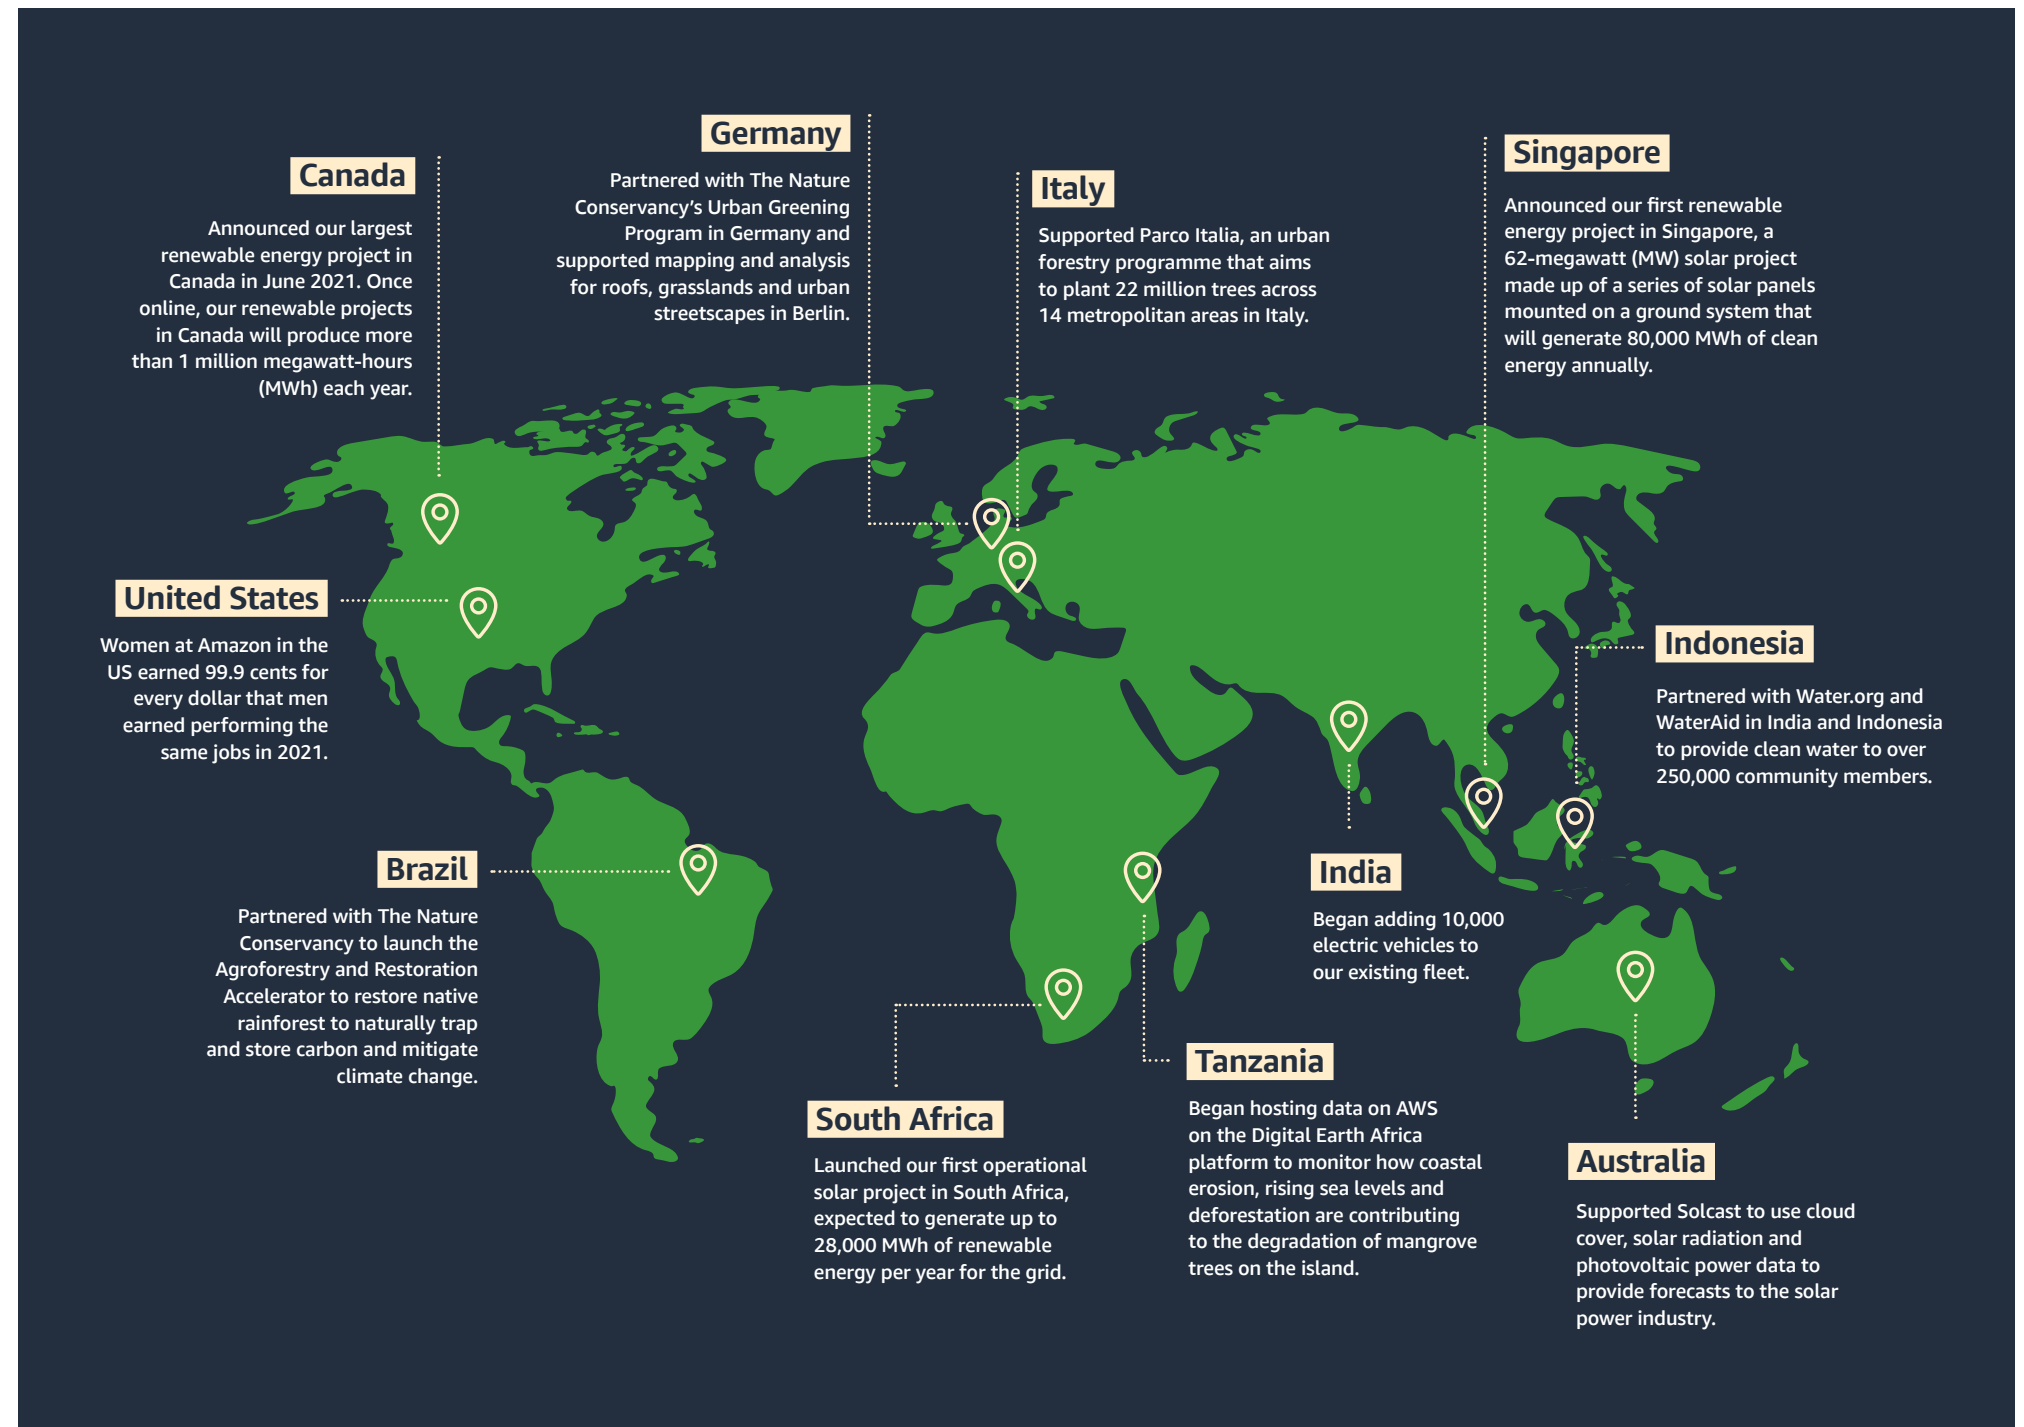 Germany
Partnered with The Nature
Conservancy’s Urban Greening
Program in Germany and
supported mapping and analysis
for roofs, grasslands and urban
streetscapes in Berlin.
Singapore
Announced our first renewable
energy project in Singapore, a
62-megawatt (MW) solar project
made up of a series of solar panels
mounted on a ground system that
will generate 80,000 MWh of clean
energy annually.
Canada
Announced our largest
renewable energy project in
Canada in June 2021. Once
online, our renewable projects
in Canada will produce more
than 1 million megawatt-hours
(MWh) each year.
Italy
Supported Parco Italia, an urban
forestry programme that aims
to plant 22 million trees across
14 metropolitan areas in Italy.
United States
Women at Amazon in the
US earned 99.9 cents for
every dollar that men
earned performing the
same jobs in 2021.
Indonesia
Partnered with Water.org and
WaterAid in India and Indonesia
to provide clean water to over
250,000 community members.
Brazil
Partnered with The Nature
Conservancy to launch the
Agroforestry and Restoration
Accelerator to restore native
rainforest to naturally trap
and store carbon and mitigate
climate change.
India
Began adding 10,000
electric vehicles to
our existing fleet.
Tanzania
Began hosting data on AWS
on the Digital Earth Africa
platform to monitor how coastal
erosion, rising sea levels and
deforestation are contributing
to the degradation of mangrove
trees on the island.
South Africa
Launched our first operational
solar project in South Africa,
expected to generate up to
28,000 MWh of renewable
energy per year for the grid.
Australia
Supported Solcast to use cloud
cover, solar radiation and
photovoltaic power data to
provide forecasts to the solar
power industry.